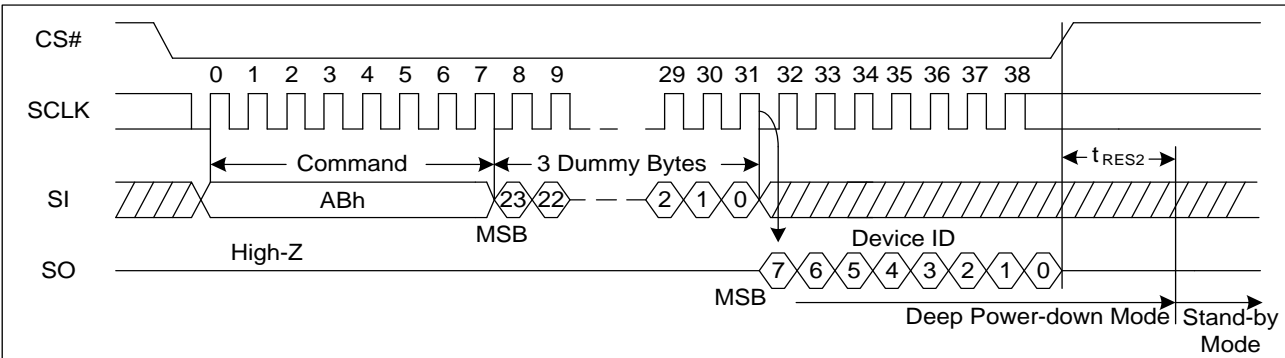 CS#
0 1 2 3 4 5 6 7 8 9 29 30 31 32 33 34 35 36 37 38
SCLK
Command 3 Dummy Bytes tRES2
SI ABh 23 22 2 1 0
MSB Device ID
High-Z
SO 7 6 5 4 3 2 1 0
MSB
Deep Power-down Mode Stand-by
Mode